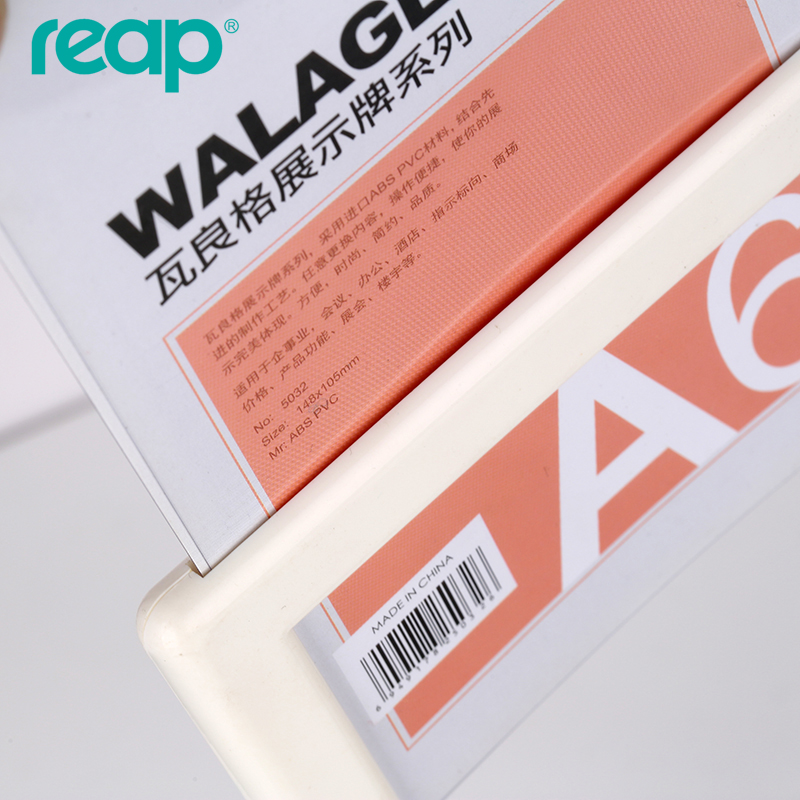 reap®
WALAGE
瓦良格展示牌系列
瓦良格展示牌系列，采用进口ABS PVC材料，结合先
进的制作工艺。任意更换内容，操作便捷，使你的展
示完美体现。方便，时尚、简约、品质。
适用于企事业，会议、办公、酒店、指示标向、商场
价格、产品功能、展会、楼宇等。
No: 5032
Size: 148x105mm
Mr: ABS PVC
A6
MADE IN CHINA